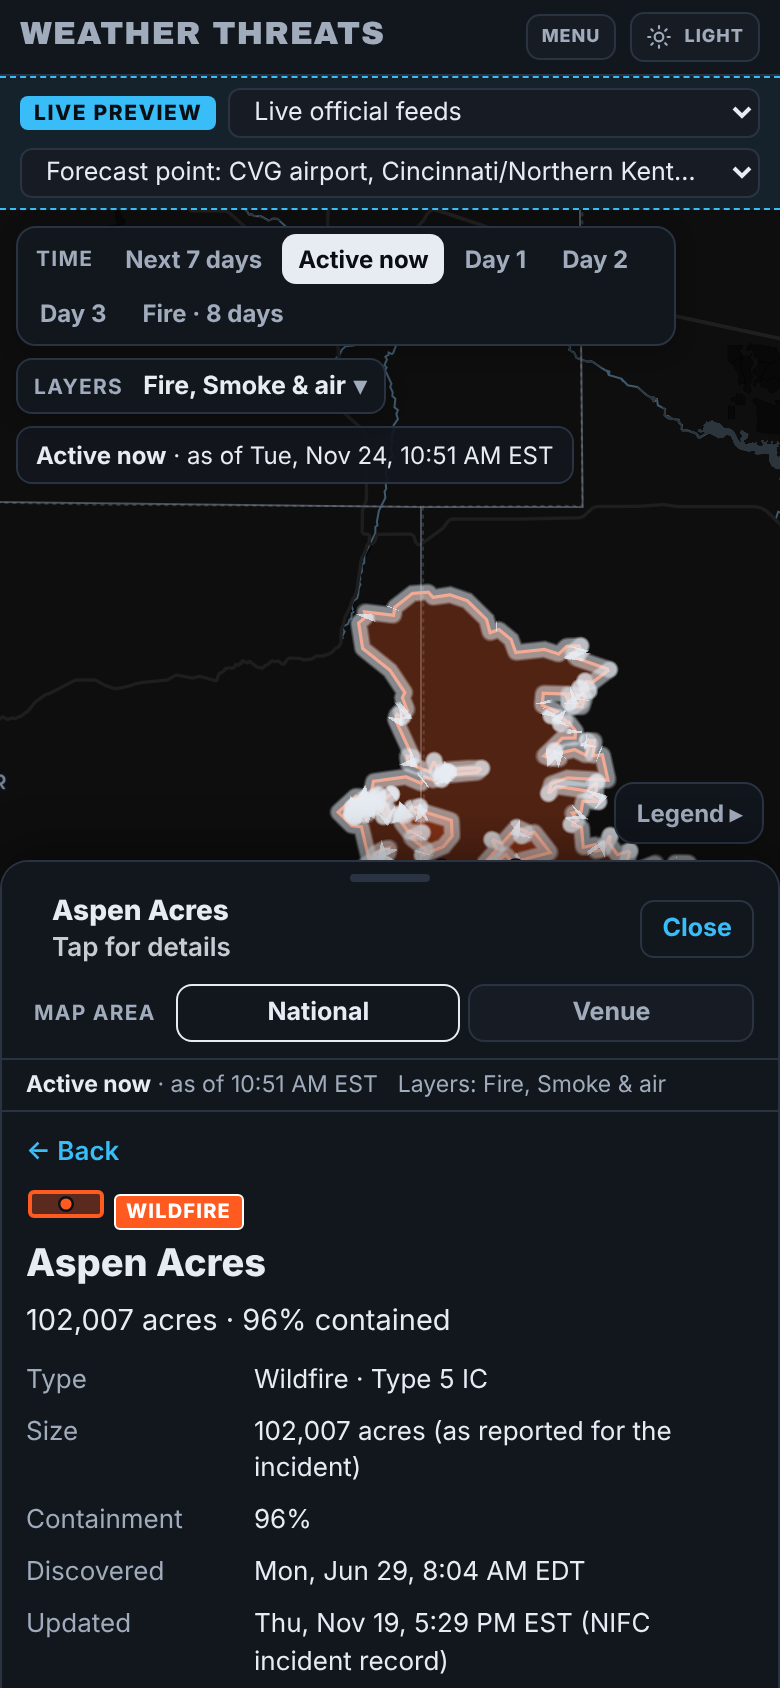 WEATHER THREATS
MENU
LIGHT
LIVE PREVIEW
Live official feeds
Forecast point: CVG airport, Cincinnati/Northern Kent...
TIME
Next 7 days
Active now
Day 1
Day 2
Day 3
Fire · 8 days
LAYERS Fire, Smoke & air ▾
Active now · as of Tue, Nov 24, 10:51 AM EST
R
Legend ▸
Aspen Acres
Tap for details
Close
MAP AREA
National
Venue
Active now · as of 10:51 AM EST Layers: Fire, Smoke & air
← Back
WILDFIRE
Aspen Acres
102,007 acres · 96% contained
Type Wildfire · Type 5 IC
Size 102,007 acres (as reported for the
incident)
Containment 96%
Discovered Mon, Jun 29, 8:04 AM EDT
Updated Thu, Nov 19, 5:29 PM EST (NIFC
incident record)